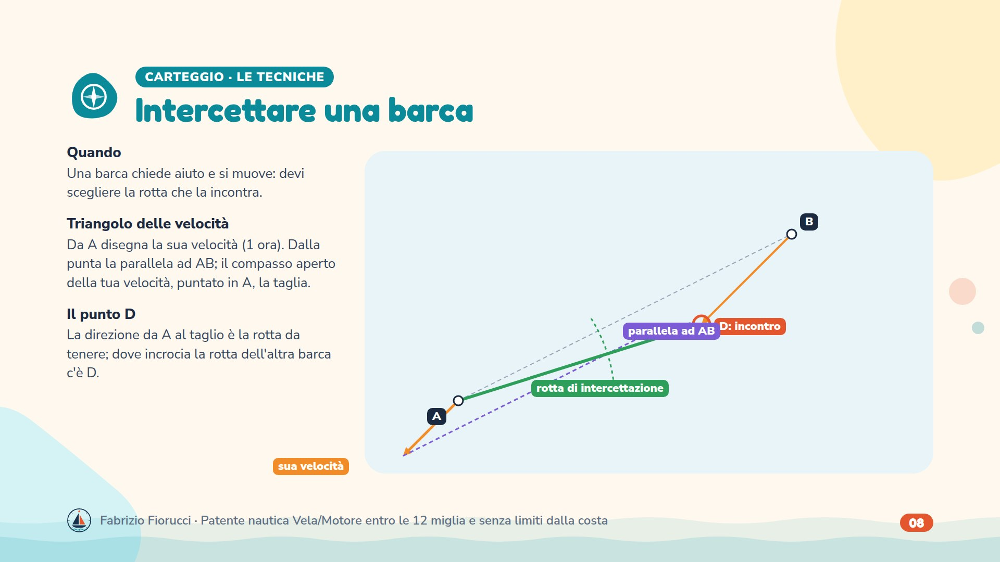 CARTEGGIO · LE TECNICHE
Intercettare una barca
Quando
Una barca chiede aiuto e si muove: devi
scegliere la rotta che la incontra.
Triangolo delle velocità
Da A disegna la sua velocità (1 ora). Dalla
punta la parallela ad AB; il compasso aperto
della tua velocità, puntato in A, la taglia.
Il punto D
La direzione da A al taglio è la rotta da
tenere; dove incrocia la rotta dell'altra barca
c'è D.
B
D: incontro
parallela ad AB
rotta di intercettazione
A
sua velocità
Fabrizio Fiorucci · Patente nautica Vela/Motore entro le 12 miglia e senza limiti dalla costa
08